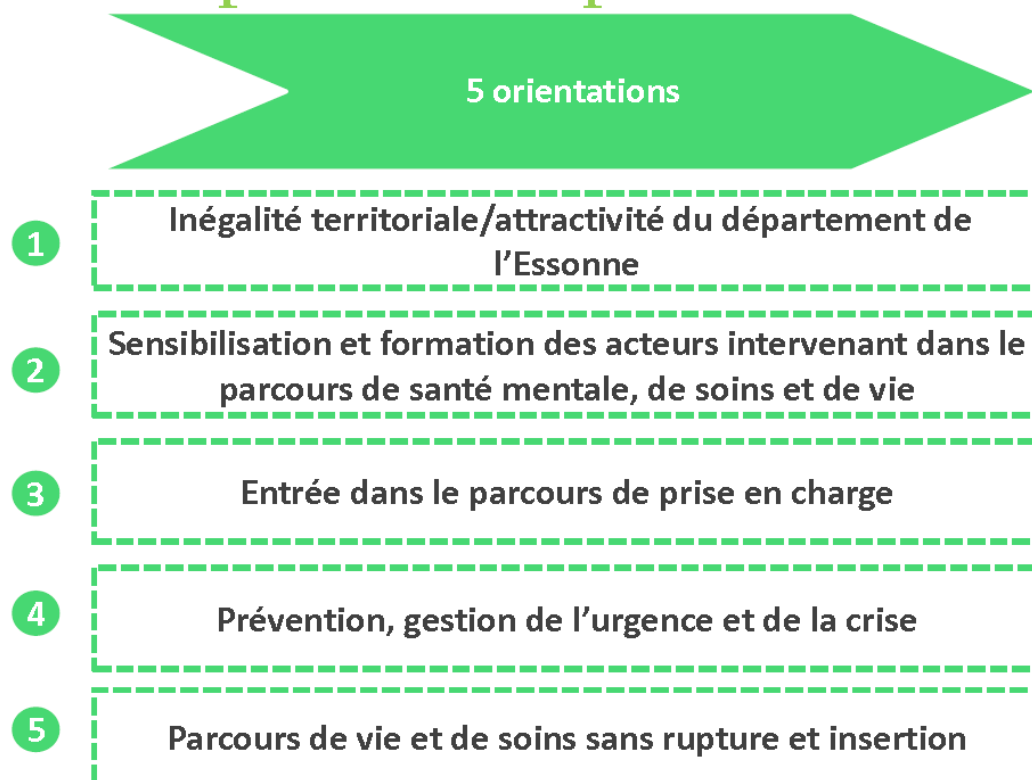 5 orientations
1
Inégalité territoriale/attractivité du département de
l’Essonne
2
Sensibilisation et formation des acteurs intervenant dans le
parcours de santé mentale, de soins et de vie
3
Entrée dans le parcours de prise en charge
4
Prévention, gestion de l’urgence et de la crise
5
Parcours de vie et de soins sans rupture et insertion